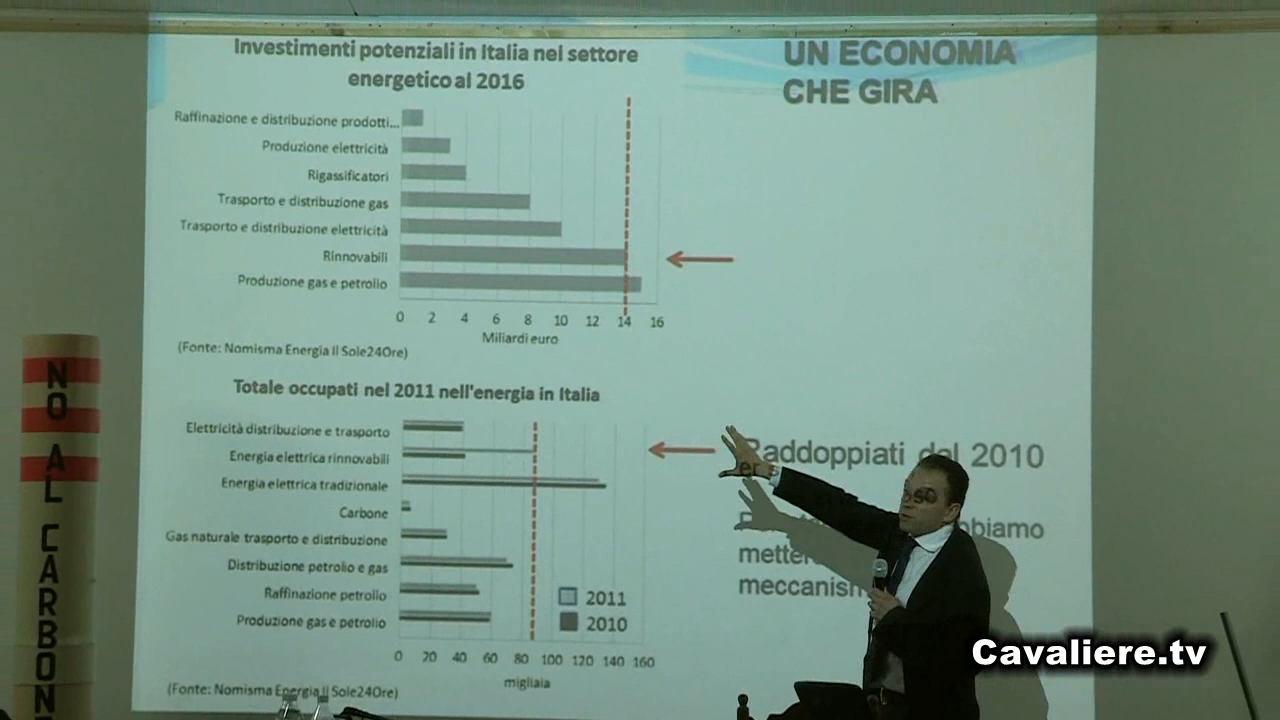 Investimenti potenziali in Italia nel settore
energetico al 2016
UN ECONOMIA
CHE GIRA
Raffinazione e distribuzione prodotti...
Produzione elettricità
Rigassificatori
Trasporto e distribuzione gas
Trasporto e distribuzione elettricità
Rinnovabili
Produzione gas e petrolio
0 2 4 6 8 10 12 14 16
Miliardi euro
(Fonte: Nomisma Energia Il Sole24Ore)
Totale occupati nel 2011 nell'energia in Italia
Elettricità distribuzione e trasporto
Energia elettrica rinnovabili
Energia elettrica tradizionale
Carbone
Gas naturale trasporto e distribuzione
Distribuzione petrolio e gas
Raffinazione petrolio
Produzione gas e petrolio
2011
2010
0 20 40 60 80 100 120 140 160
migliaia
(Fonte: Nomisma Energia Il Sole24Ore)
Raddoppiati dal 2010
NO AL CARBONE
Cavaliere.tv